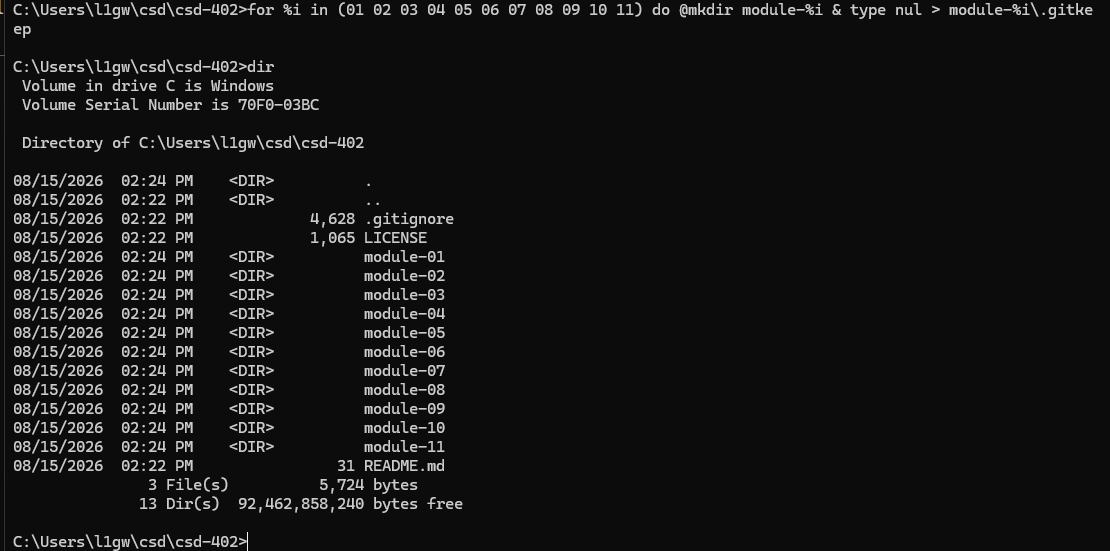 C:\Users\l1gw\csd\csd-402>for %i in (01 02 03 04 05 06 07 08 09 10 11) do @mkdir module-%i & type nul > module-%i\.gitke
ep

C:\Users\l1gw\csd\csd-402>dir
 Volume in drive C is Windows
 Volume Serial Number is 70F0-03BC

 Directory of C:\Users\l1gw\csd\csd-402

08/15/2026  02:24 PM    <DIR>          .
08/15/2026  02:22 PM    <DIR>          ..
08/15/2026  02:22 PM             4,628 .gitignore
08/15/2026  02:22 PM             1,065 LICENSE
08/15/2026  02:24 PM    <DIR>          module-01
08/15/2026  02:24 PM    <DIR>          module-02
08/15/2026  02:24 PM    <DIR>          module-03
08/15/2026  02:24 PM    <DIR>          module-04
08/15/2026  02:24 PM    <DIR>          module-05
08/15/2026  02:24 PM    <DIR>          module-06
08/15/2026  02:24 PM    <DIR>          module-07
08/15/2026  02:24 PM    <DIR>          module-08
08/15/2026  02:24 PM    <DIR>          module-09
08/15/2026  02:24 PM    <DIR>          module-10
08/15/2026  02:24 PM    <DIR>          module-11
08/15/2026  02:22 PM                31 README.md
               3 File(s)          5,724 bytes
              13 Dir(s)  92,462,858,240 bytes free

C:\Users\l1gw\csd\csd-402>